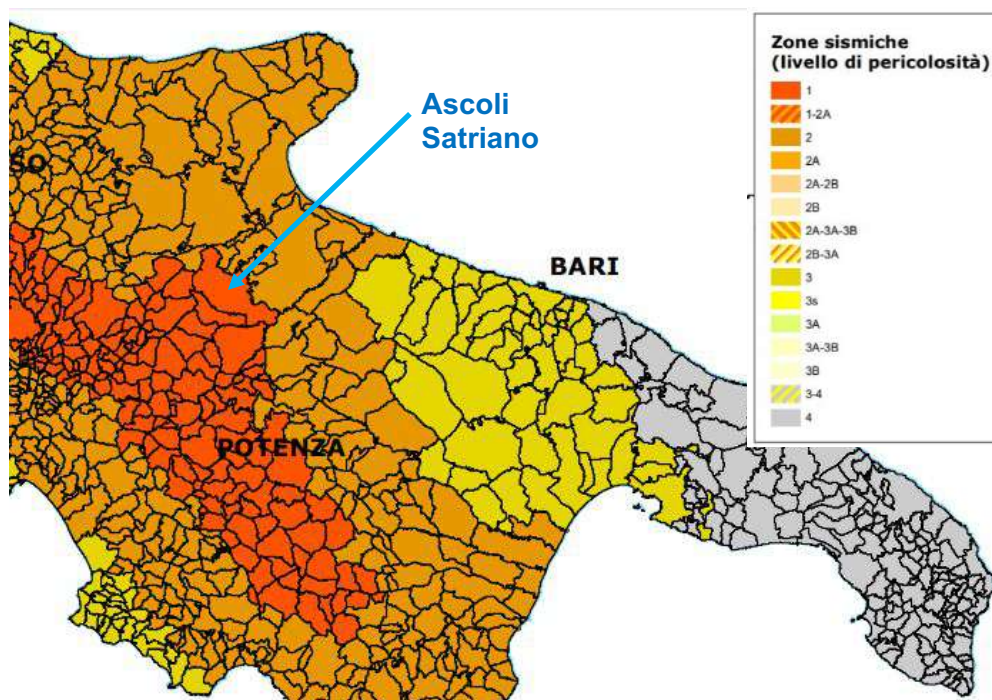 Ascoli
Satriano
SO
BARI
POTENZA
Zone sismiche
(livello di pericolosità)
1
1-2A
2
2A
2A-2B
2B
2A-3A-3B
2B-3A
3
3s
3A
3A-3B
3B
3-4
4